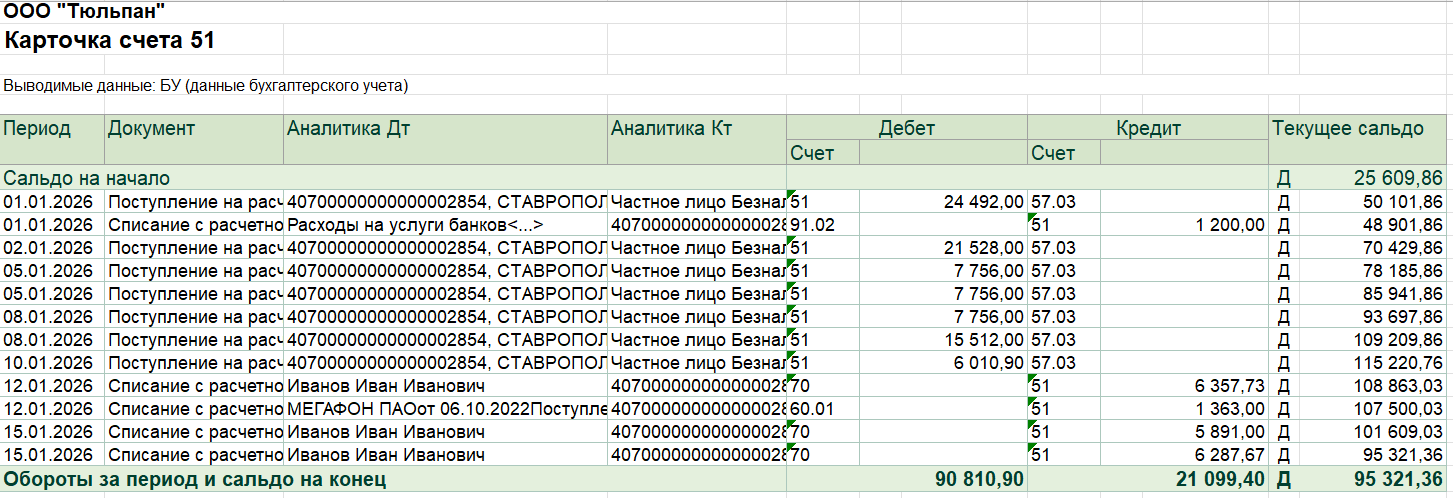 ООО "Тюльпан"
Карточка счета 51
Выводимые данные: БУ (данные бухгалтерского учета)
Период Документ Аналитика Дт Аналитика Кт Дебет Кредит Текущее сальдо
Счет Счет
Сальдо на начало Д 25 609,86
01.01.2026 Поступление на расч 40700000000000002854, СТАВРОПОЛ Частное лицо Безнал 51 24 492,00 57.03 Д 50 101,86
01.01.2026 Списание с расчетно Расходы на услуги банков<...> 407000000000000028 91.02 51 1 200,00 Д 48 901,86
02.01.2026 Поступление на расч 40700000000000002854, СТАВРОПОЛ Частное лицо Безнал 51 21 528,00 57.03 Д 70 429,86
05.01.2026 Поступление на расч 40700000000000002854, СТАВРОПОЛ Частное лицо Безнал 51 7 756,00 57.03 Д 78 185,86
05.01.2026 Поступление на расч 40700000000000002854, СТАВРОПОЛ Частное лицо Безнал 51 7 756,00 57.03 Д 85 941,86
08.01.2026 Поступление на расч 40700000000000002854, СТАВРОПОЛ Частное лицо Безнал 51 7 756,00 57.03 Д 93 697,86
08.01.2026 Поступление на расч 40700000000000002854, СТАВРОПОЛ Частное лицо Безнал 51 15 512,00 57.03 Д 109 209,86
10.01.2026 Поступление на расч 40700000000000002854, СТАВРОПОЛ Частное лицо Безнал 51 6 010,90 57.03 Д 115 220,76
12.01.2026 Списание с расчетно Иванов Иван Иванович 407000000000000028 70 51 6 357,73 Д 108 863,03
12.01.2026 Списание с расчетно МЕГАФОН ПАОот 06.10.2022Поступле 407000000000000028 60.01 51 1 363,00 Д 107 500,03
15.01.2026 Списание с расчетно Иванов Иван Иванович 407000000000000028 70 51 5 891,00 Д 101 609,03
15.01.2026 Списание с расчетно Иванов Иван Иванович 407000000000000028 70 51 6 287,67 Д 95 321,36
Обороты за период и сальдо на конец 90 810,90 21 099,40 Д 95 321,36